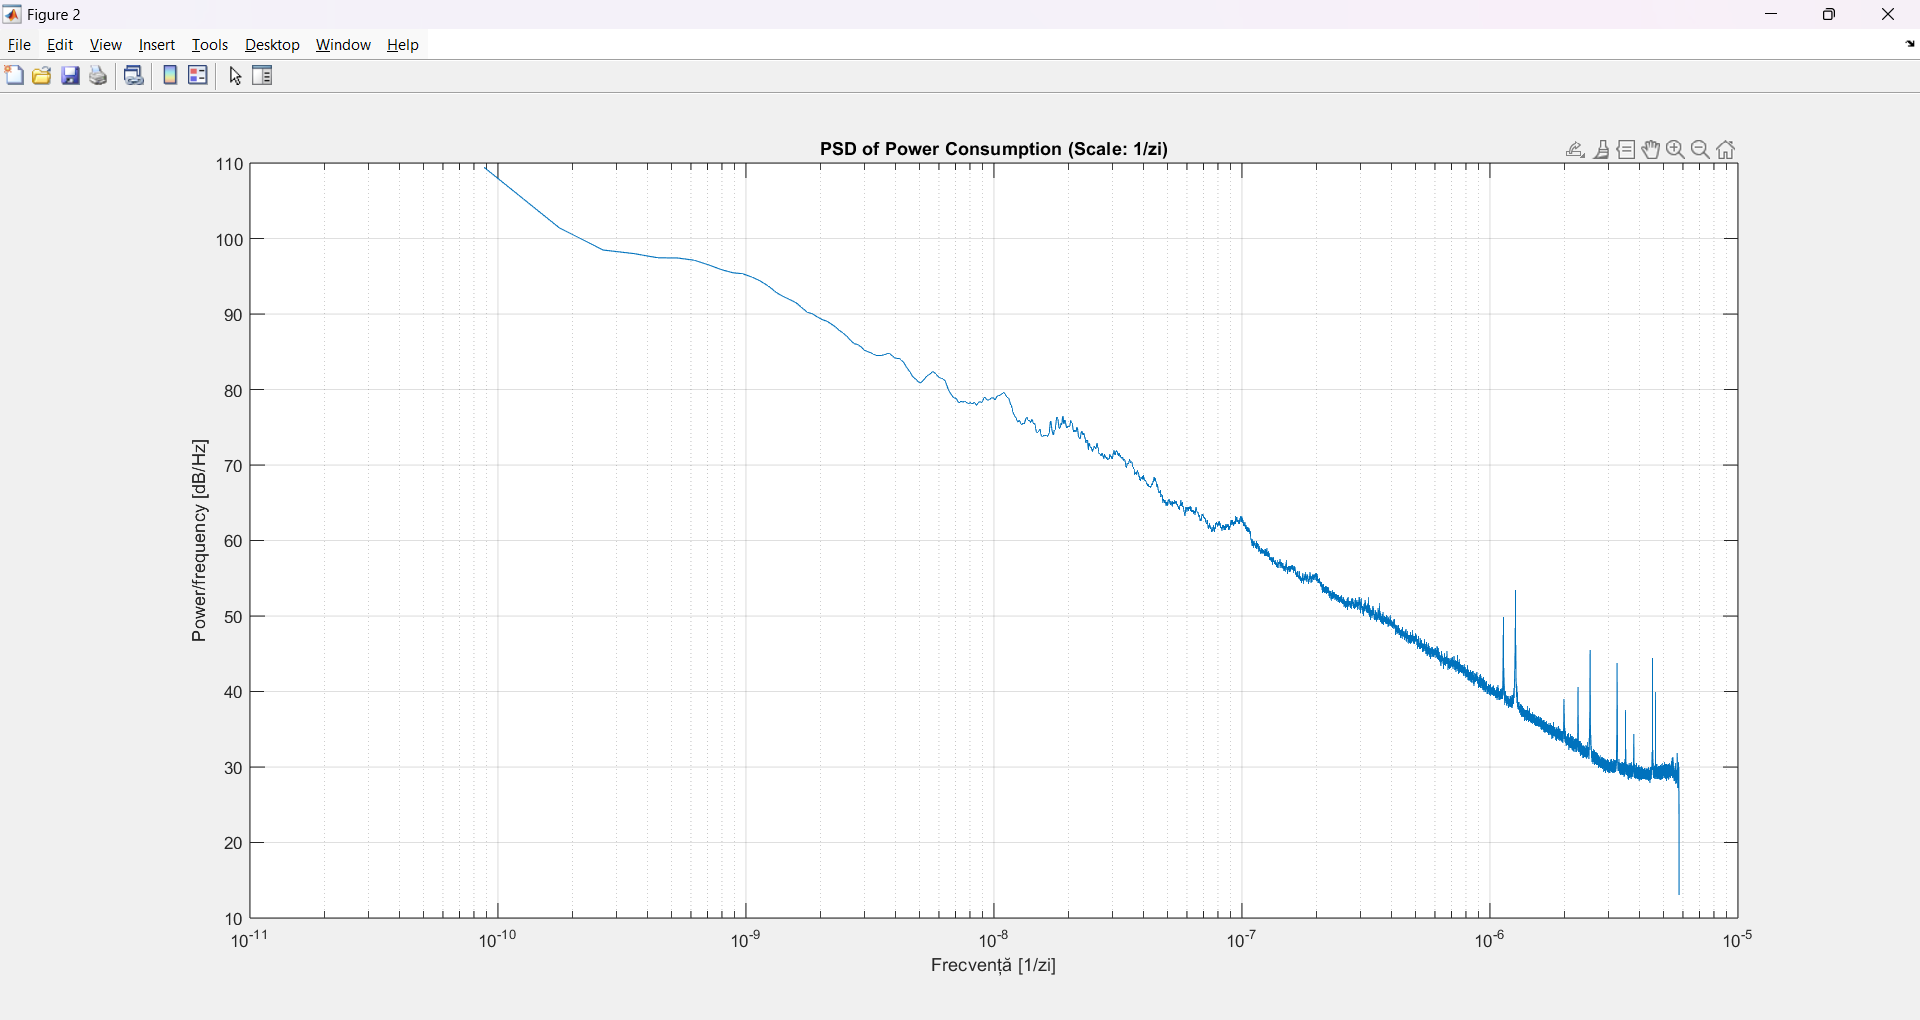 Figure 2
File Edit View Insert Tools Desktop Window Help
PSD of Power Consumption (Scale: 1/zi)
110
100
90
80
70
60
50
40
30
20
10
Power/frequency [dB/Hz]
10⁻¹¹ 10⁻¹⁰ 10⁻⁹ 10⁻⁸ 10⁻⁷ 10⁻⁶ 10⁻⁵
Frecvență [1/zi]